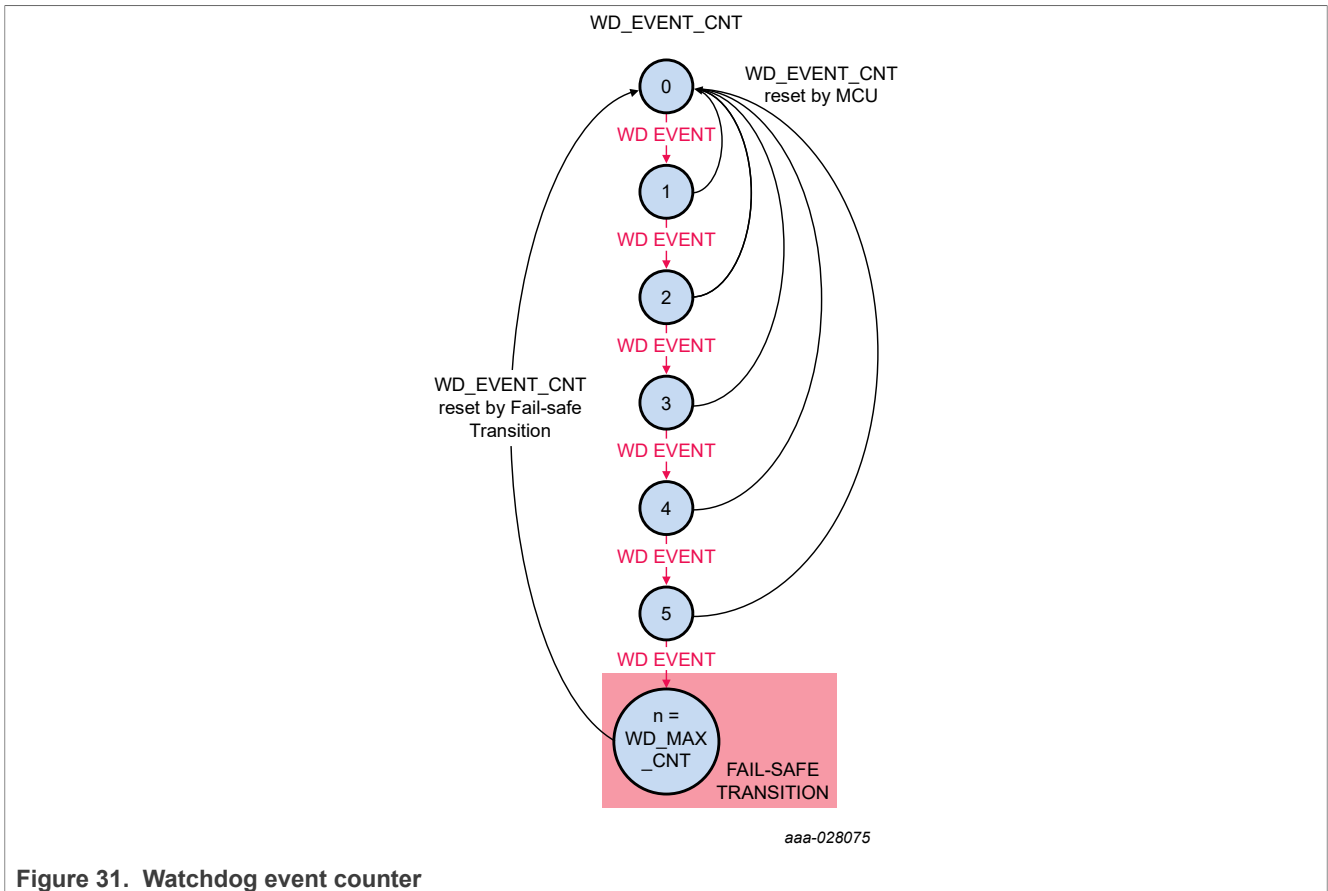 WD_EVENT_CNT
0
WD_EVENT_CNT
reset by MCU
WD EVENT
1
WD EVENT
2
WD EVENT
3
WD_EVENT_CNT
reset by Fail-safe
Transition
WD EVENT
4
WD EVENT
5
WD EVENT
n =
WD_MAX
_CNT
FAIL-SAFE
TRANSITION
aaa-028075
Figure 31. Watchdog event counter